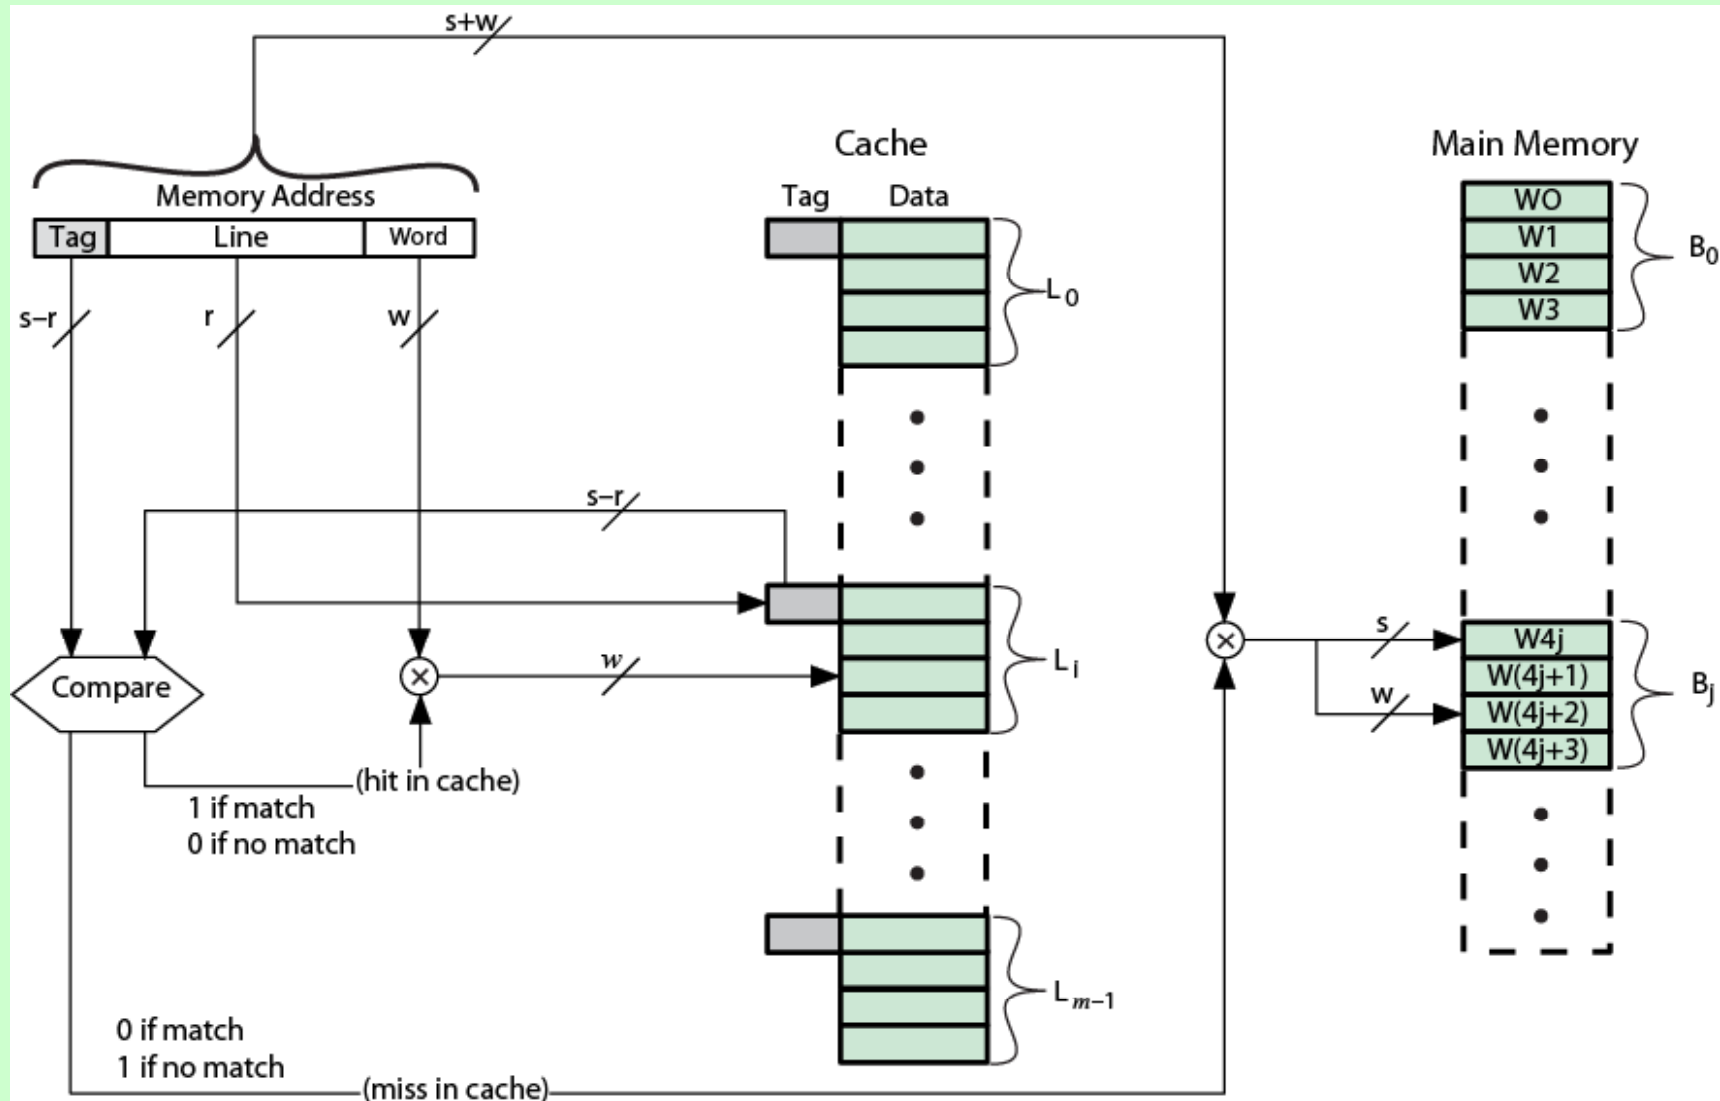 s+w
Cache
Main Memory
Memory Address
Tag Data
Tag Line Word
WO
W1
W2
W3
B0
L0
s–r
r
w
s–r
w
Li
s
w
W4j
W(4j+1)
W(4j+2)
W(4j+3)
Bj
Compare
(hit in cache)
1 if match
0 if no match
Lm–1
0 if match
1 if no match
(miss in cache)